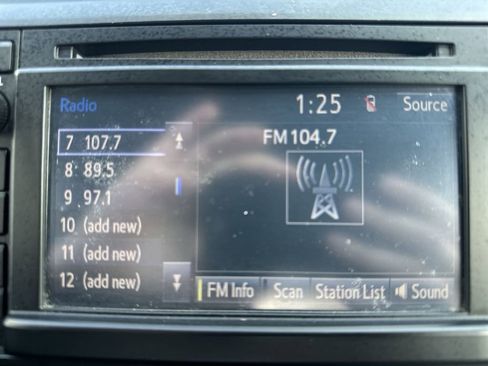 Radio 1:25 Source
7 107.7
FM 104.7
8 89.5
9 97.1
10 (add new)
11 (add new)
12 (add new)
FM Info Scan Station List Sound